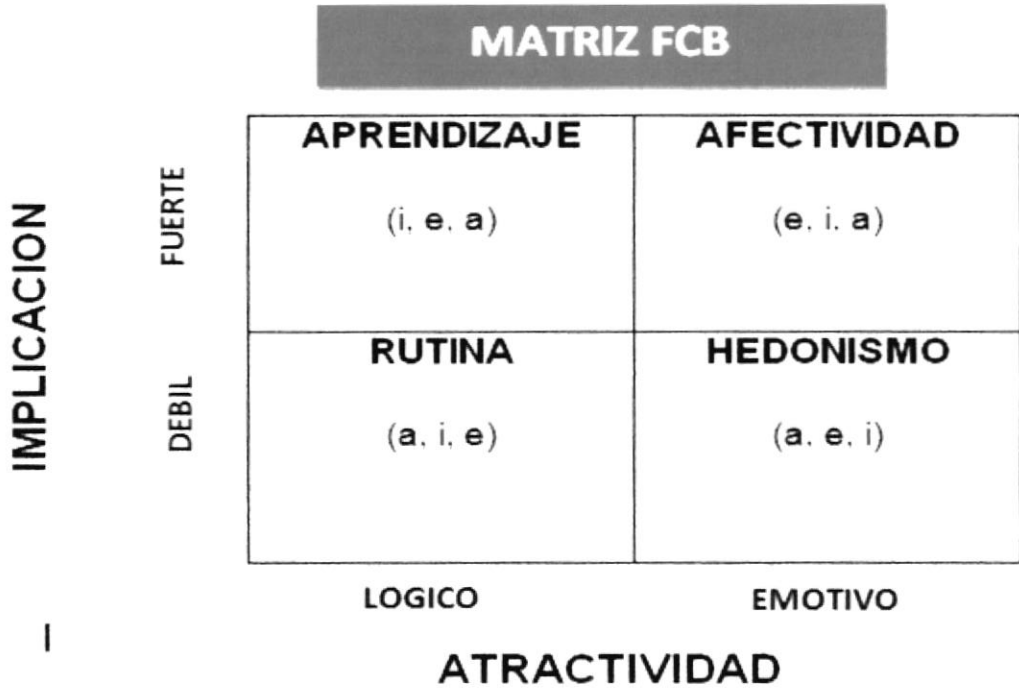 MATRIZ FCB
APRENDIZAJE AFECTIVIDAD
(i, e, a) (e, i, a)
FUERTE
IMPLICACION
RUTINA HEDONISMO
DEBIL
(a, i, e) (a, e, i)
LOGICO EMOTIVO
ATRACTIVIDAD